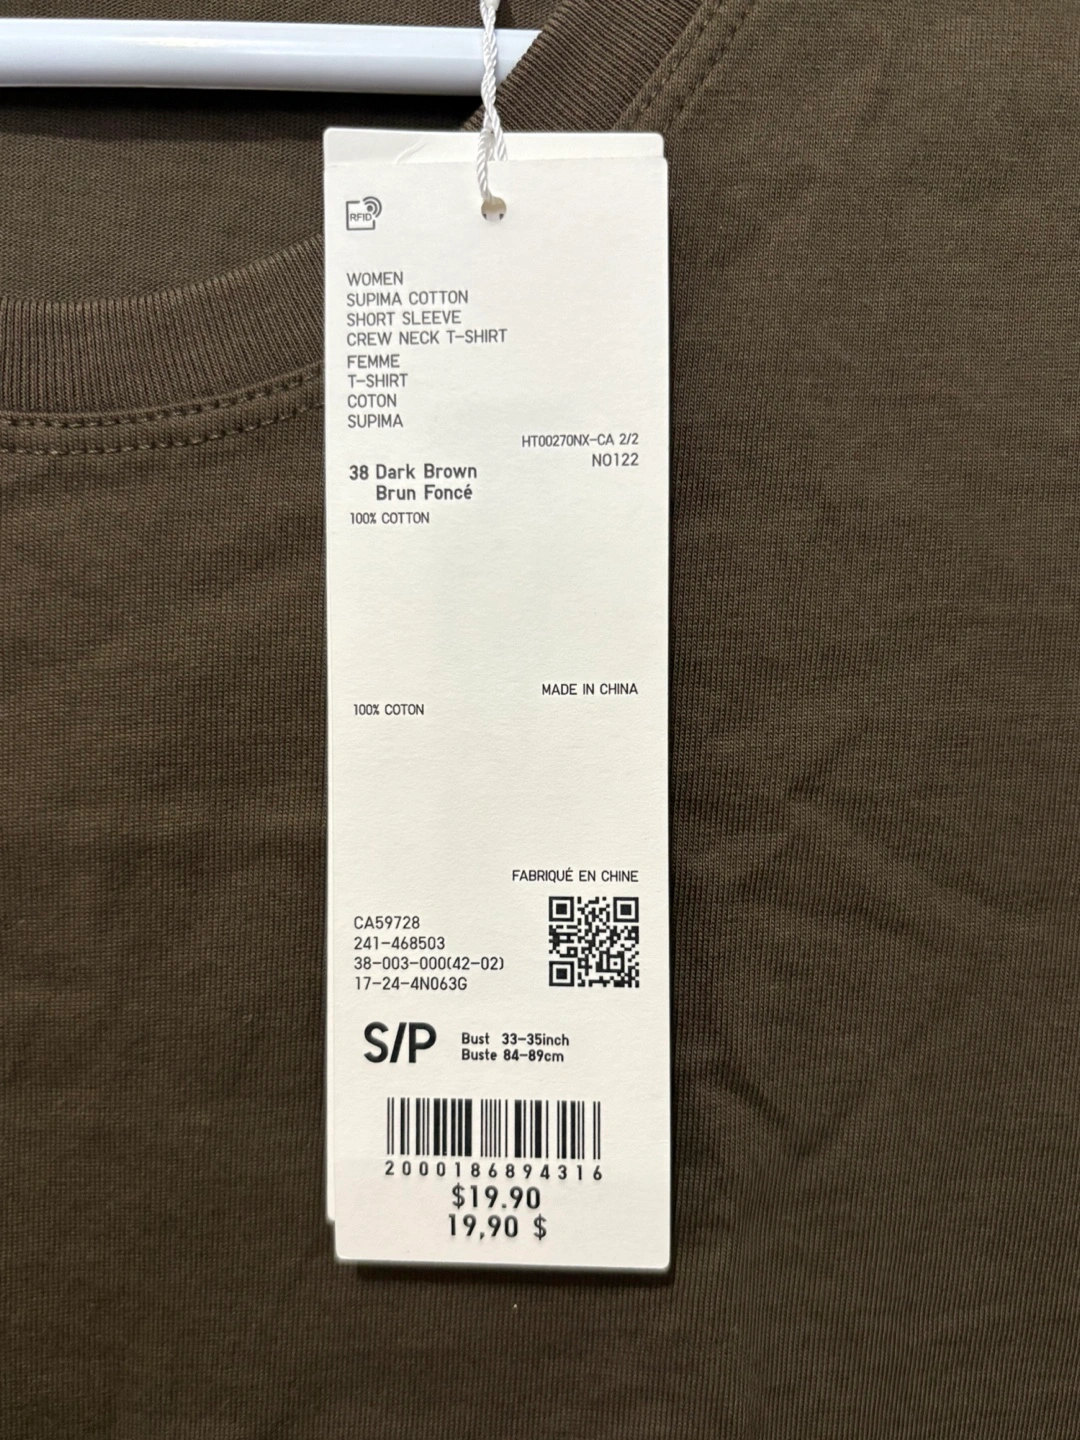 RFID
WOMEN
SUPIMA COTTON
SHORT SLEEVE
CREW NECK T-SHIRT
FEMME
T-SHIRT
COTON
SUPIMA
HT00270NX-CA 2/2
NO122
38 Dark Brown
Brun Foncé
100% COTTON
MADE IN CHINA
100% COTON
FABRIQUÉ EN CHINE
CA59728
241-468503
38-003-000(42-02)
17-24-4N063G
S/P
Bust 33-35inch
Buste 84-89cm
2000186894316
$19.90
19,90 $